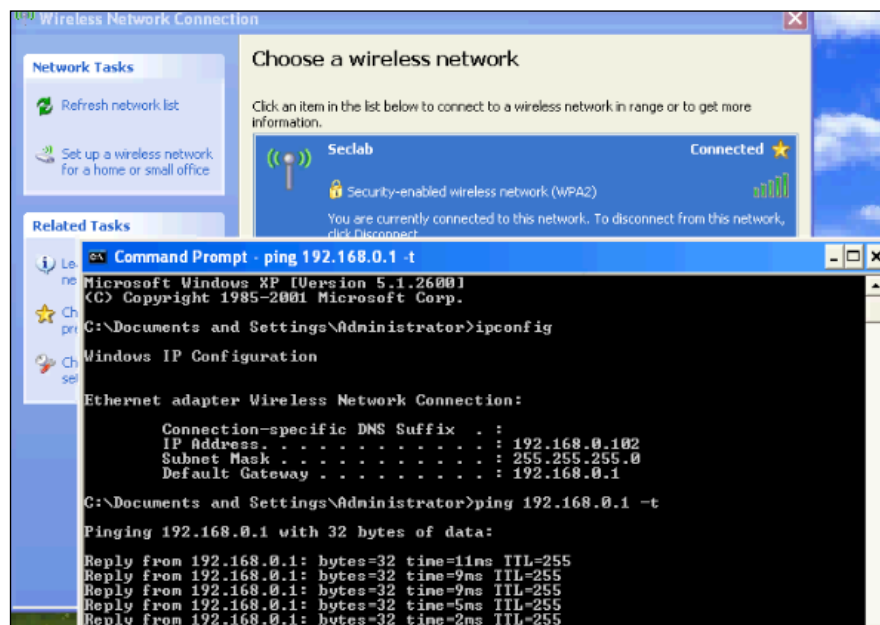 Wireless Network Connection
Network Tasks
Refresh network list
Set up a wireless network
for a home or small office
Related Tasks
Le
ne
Ch
pre
Ch
set
Choose a wireless network
Click an item in the list below to connect to a wireless network in range or to get more
information.
Seclab
Connected
Security-enabled wireless network (WPA2)
You are currently connected to this network. To disconnect from this network,
click Disconnect
Command Prompt - ping 192.168.0.1 -t
Microsoft Windows XP [Version 5.1.2600]
(C) Copyright 1985-2001 Microsoft Corp.
C:\Documents and Settings\Administrator>ipconfig
Windows IP Configuration
Ethernet adapter Wireless Network Connection:
Connection-specific DNS Suffix . :
IP Address. . . . . . . . . . . . : 192.168.0.102
Subnet Mask . . . . . . . . . . . : 255.255.255.0
Default Gateway . . . . . . . . . : 192.168.0.1
C:\Documents and Settings\Administrator>ping 192.168.0.1 -t
Pinging 192.168.0.1 with 32 bytes of data:
Reply from 192.168.0.1: bytes=32 time=11ms TTL=255
Reply from 192.168.0.1: bytes=32 time=9ms TTL=255
Reply from 192.168.0.1: bytes=32 time=9ms TTL=255
Reply from 192.168.0.1: bytes=32 time=5ms TTL=255
Reply from 192.168.0.1: bytes=32 time=2ms TTL=255